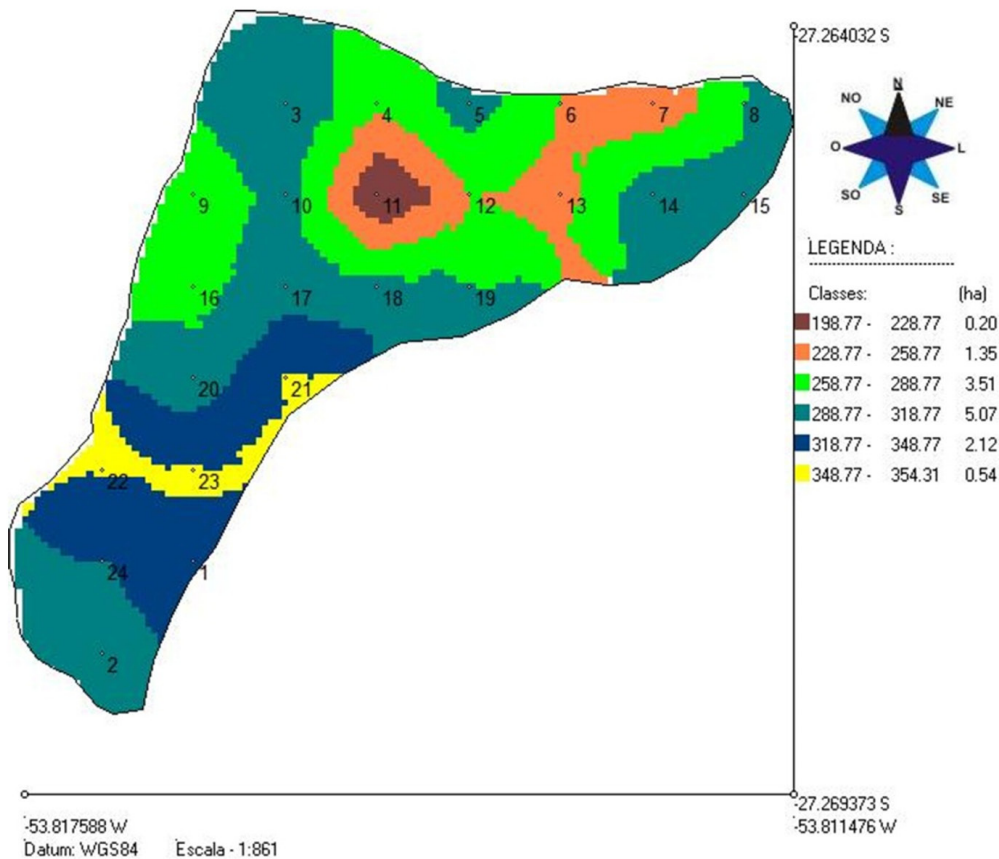 -27.264032 S
N
NO
NE
O
L
SO
SE
S
3
4
5
6
7
8
9
10
11
12
13
14
15
16
17
18
19
20
21
22
23
24
1
2
LEGENDA :
Classes: (ha)
198.77 - 228.77 0.20
228.77 - 258.77 1.35
258.77 - 288.77 3.51
288.77 - 318.77 5.07
318.77 - 348.77 2.12
348.77 - 354.31 0.54
-27.269373 S
-53.817588 W
-53.811476 W
Datum: WGS84 Escala - 1:861